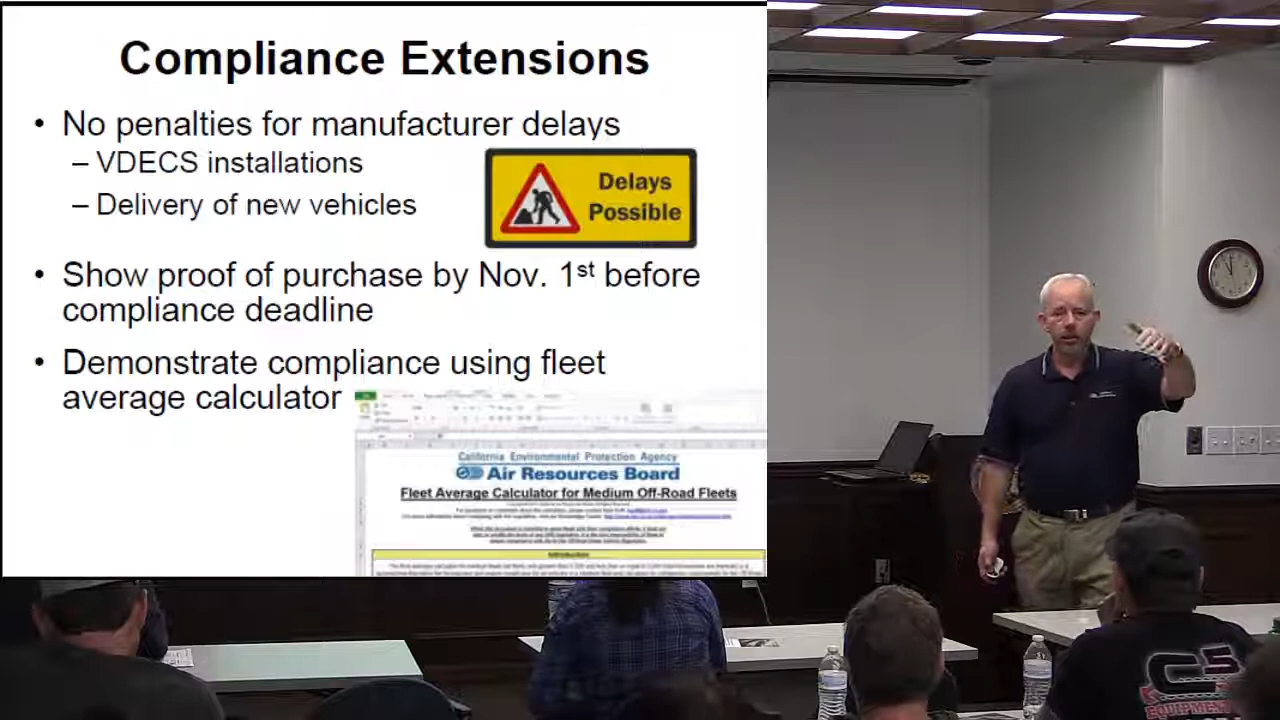 Compliance Extensions
• No penalties for manufacturer delays
– VDECS installations
– Delivery of new vehicles
Delays
Possible
• Show proof of purchase by Nov. 1st before
compliance deadline
• Demonstrate compliance using fleet
average calculator
California Environmental Protection Agency
Air Resources Board
Fleet Average Calculator for Medium Off-Road Fleets
Introduction
EQUIPMENT